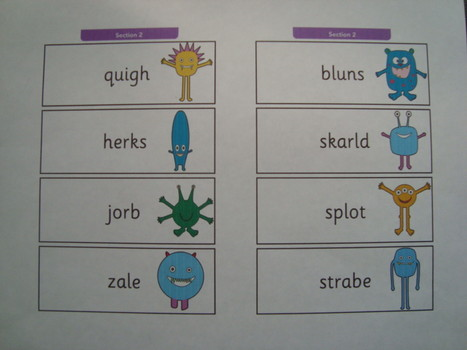 Section 2
quigh
herks
jorb
zale
Section 2
bluns
skarld
splot
strabe